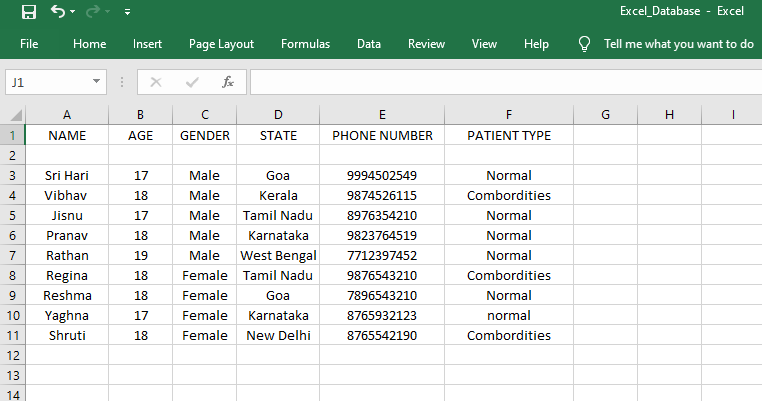 Excel_Database - Excel
File Home Insert Page Layout Formulas Data Review View Help Tell me what you want to do
J1 fx
A B C D E F G H I
1 NAME AGE GENDER STATE PHONE NUMBER PATIENT TYPE
2
3 Sri Hari 17 Male Goa 9994502549 Normal
4 Vibhav 18 Male Kerala 9874526115 Combordities
5 Jisnu 17 Male Tamil Nadu 8976354210 Normal
6 Pranav 18 Male Karnataka 9823764519 Normal
7 Rathan 19 Male West Bengal 7712397452 Normal
8 Regina 18 Female Tamil Nadu 9876543210 Combordities
9 Reshma 18 Female Goa 7896543210 Normal
10 Yaghna 17 Female Karnataka 8765932123 normal
11 Shruti 18 Female New Delhi 8765542190 Combordities
12
13
14